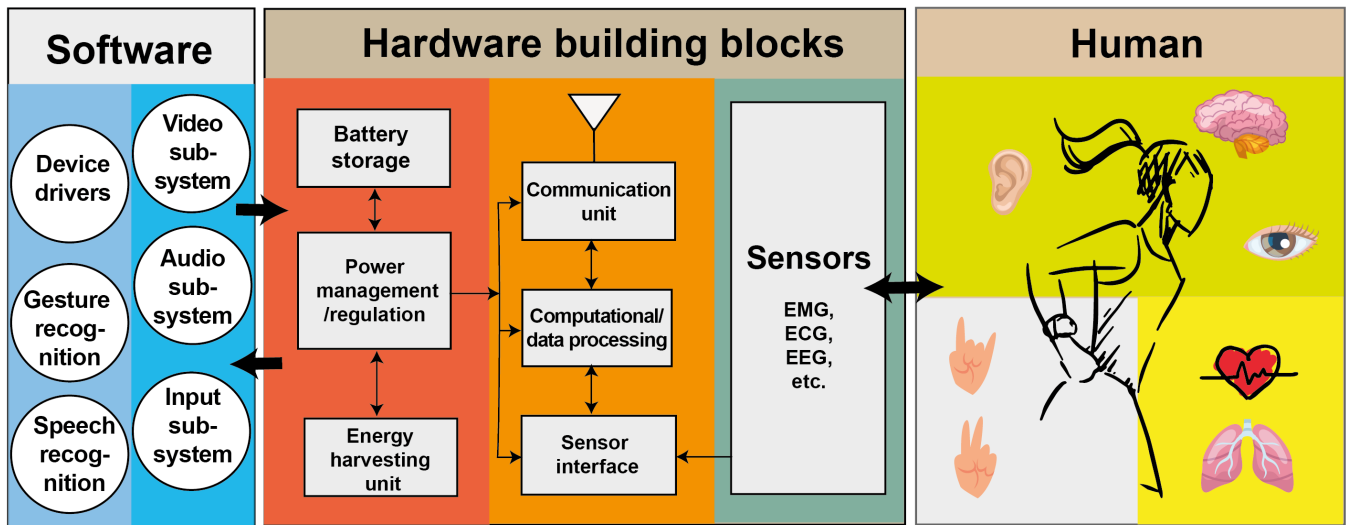 Software
Device
drivers
Gesture
recog-
nition
Speech
recog-
nition
Video
sub-
system
Audio
sub-
system
Input
sub-
system
Hardware building blocks
Battery
storage
Power
management
/regulation
Energy
harvesting
unit
Communication
unit
Computational/
data processing
Sensor
interface
Sensors
EMG,
ECG,
EEG,
etc.
Human